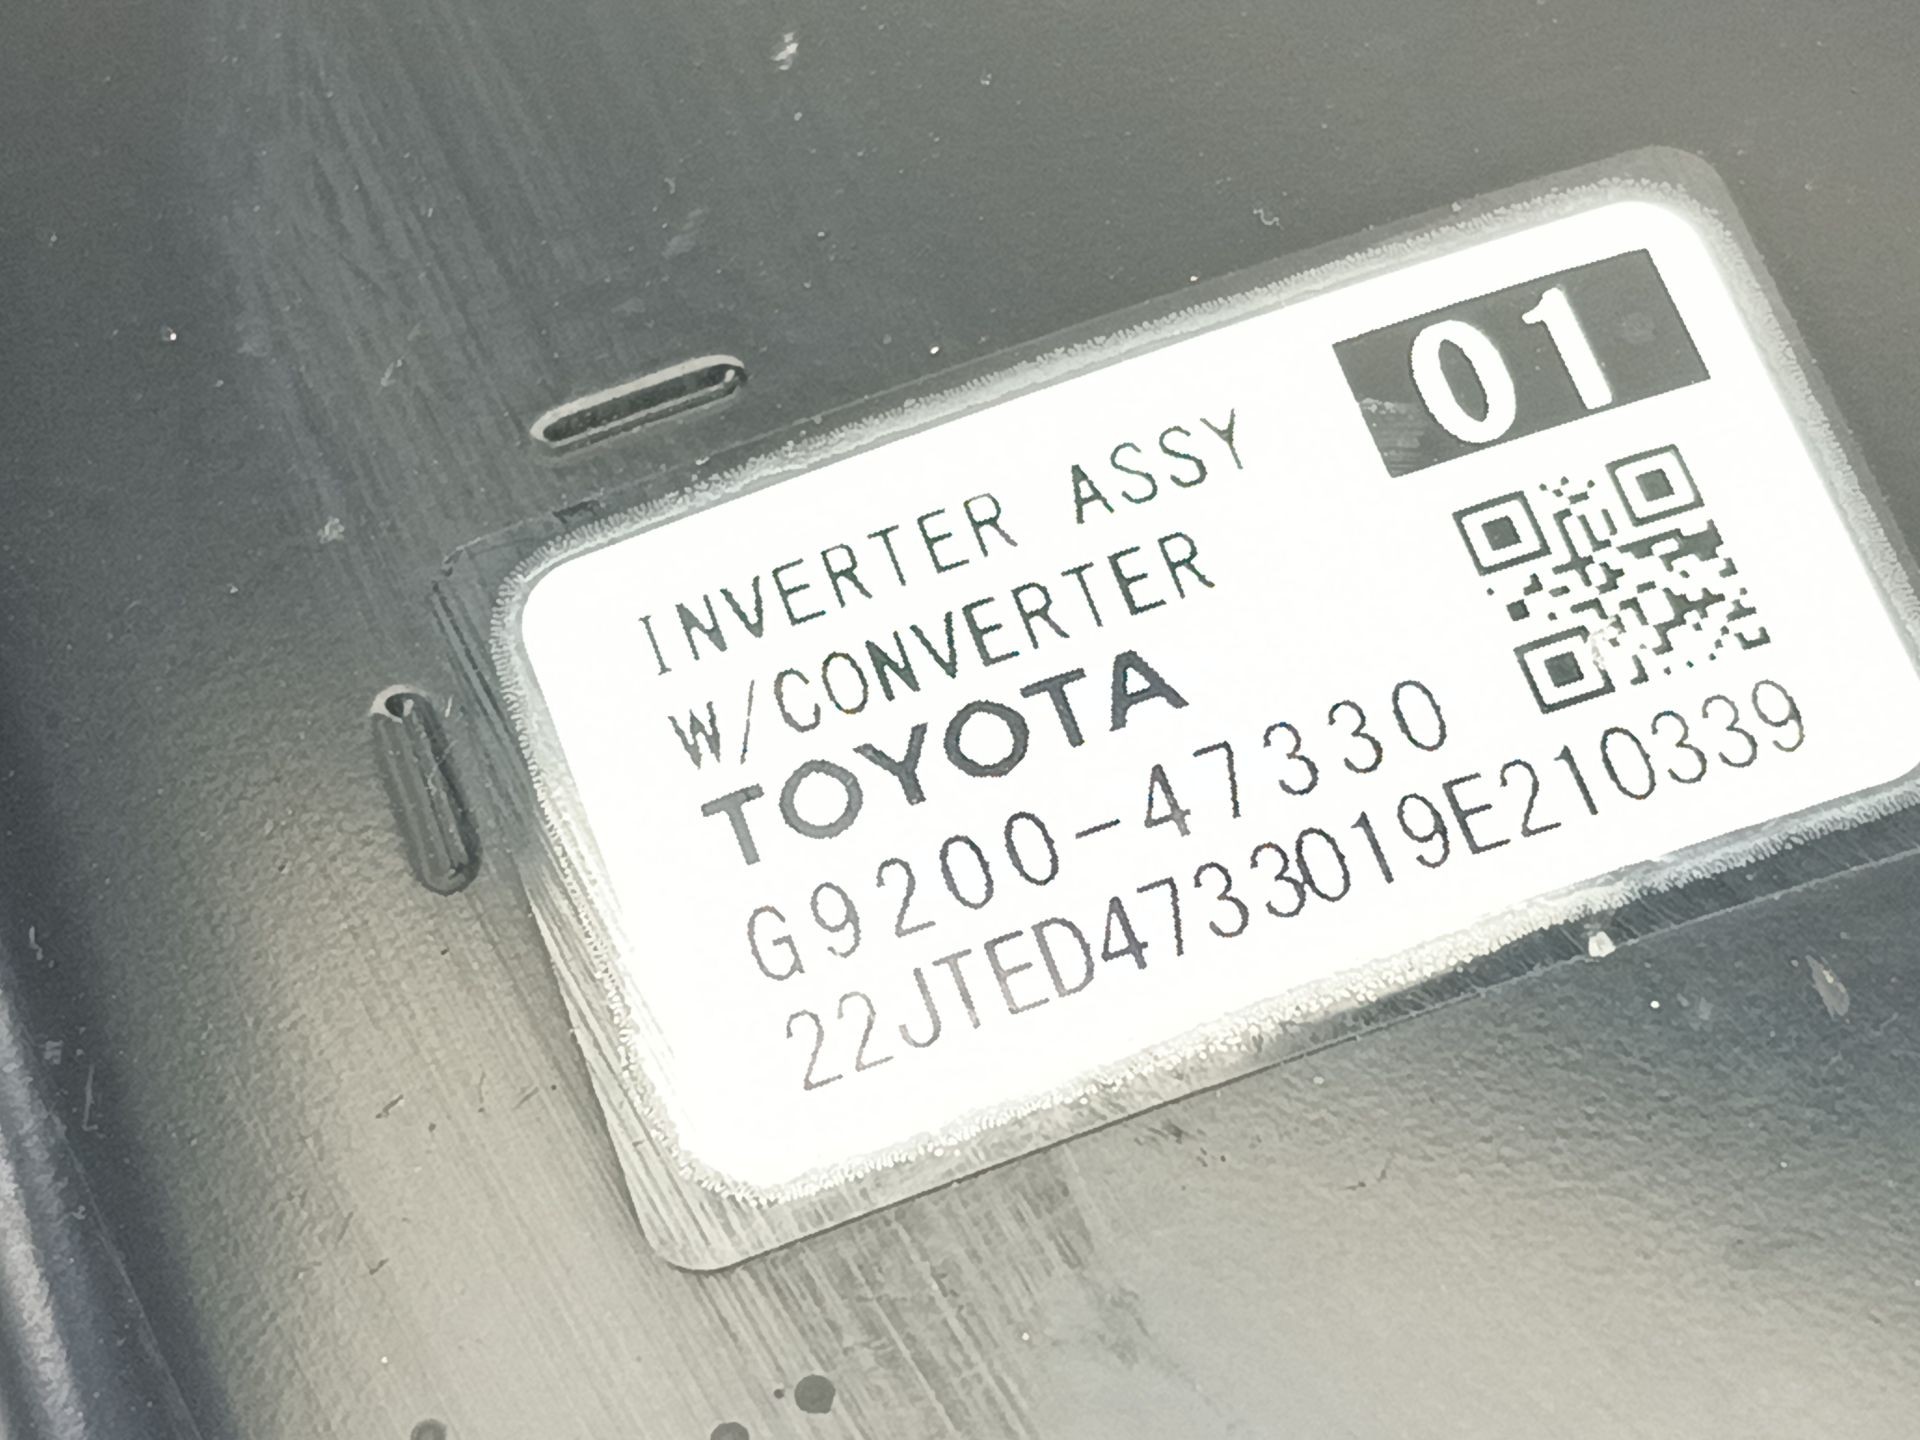 01
INVERTER ASSY
W/CONVERTER
TOYOTA
G9200-47330
22JTED4733019E210339